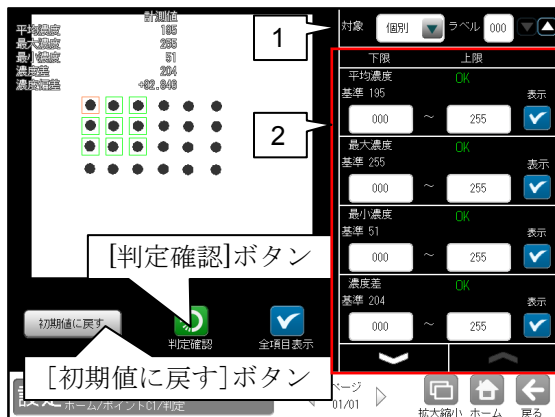 計測値
平均濃度 195
最大濃度 255
最小濃度 51
濃度差 204
濃度偏差 +82.846
1
対象 個別 ラベル 000
下限 上限
2
平均濃度 OK
基準 195 表示
000 ～ 255
最大濃度 OK
基準 255 表示
000 ～ 255
最小濃度 OK
基準 51 表示
000 ～ 255
濃度差 OK
基準 204 表示
000 ～ 255
[判定確認]ボタン
初期値に戻す
判定確認
全項目表示
[初期値に戻す]ボタン
設定 ホーム/ポイントC1/判定
ページ
01/01
拡大縮小 ホーム 戻る